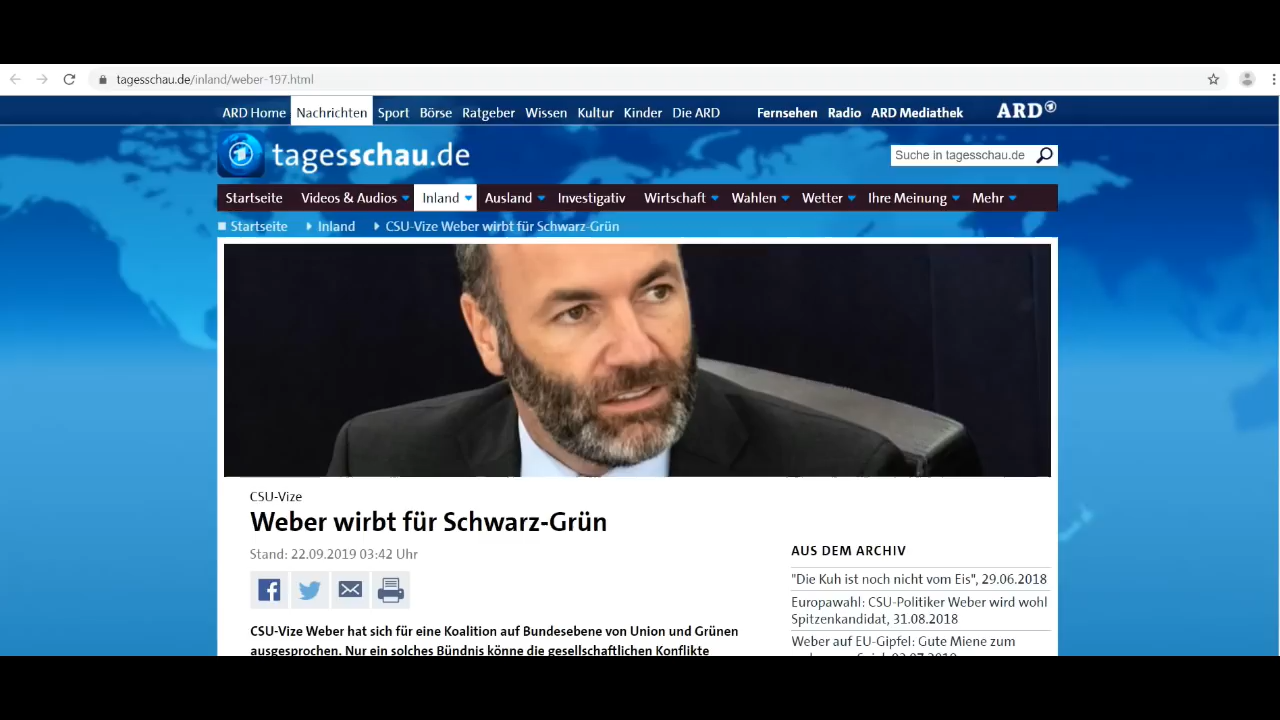 tagesschau.de/inland/weber-197.html
ARD Home Nachrichten Sport Börse Ratgeber Wissen Kultur Kinder Die ARD Fernsehen Radio ARD Mediathek ARD
tagesschau.de
Suche in tagesschau.de
Startseite Videos & Audios Inland Ausland Investigativ Wirtschaft Wahlen Wetter Ihre Meinung Mehr
Startseite Inland CSU-Vize Weber wirbt für Schwarz-Grün
CSU-Vize
Weber wirbt für Schwarz-Grün
Stand: 22.09.2019 03:42 Uhr
CSU-Vize Weber hat sich für eine Koalition auf Bundesebene von Union und Grünen
ausgesprochen. Nur ein solches Bündnis könne die gesellschaftlichen Konflikte
AUS DEM ARCHIV
"Die Kuh ist noch nicht vom Eis", 29.06.2018
Europawahl: CSU-Politiker Weber wird wohl
Spitzenkandidat, 31.08.2018
Weber auf EU-Gipfel: Gute Miene zum